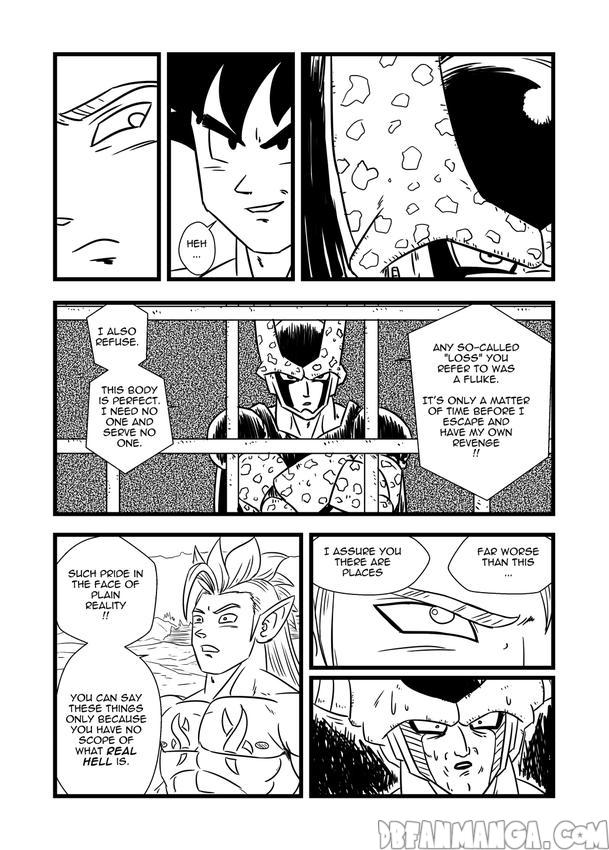 HEH
...
I ALSO
REFUSE.
THIS BODY
IS PERFECT.
I NEED NO
ONE AND
SERVE NO
ONE.
ANY SO-CALLED
"LOSS" YOU
REFER TO WAS
A FLUKE.
IT'S ONLY A MATTER
OF TIME BEFORE I
ESCAPE AND
HAVE MY OWN
REVENGE
!!
SUCH PRIDE IN
THE FACE OF
PLAIN
REALITY!
YOU CAN SAY
THESE THINGS
ONLY BECAUSE
YOU HAVE NO
SCOPE OF
WHAT REAL
HELL IS.
I ASSURE YOU
THERE ARE
PLACES
FAR WORSE
THAN THIS
...
DBFANMANGA.COM